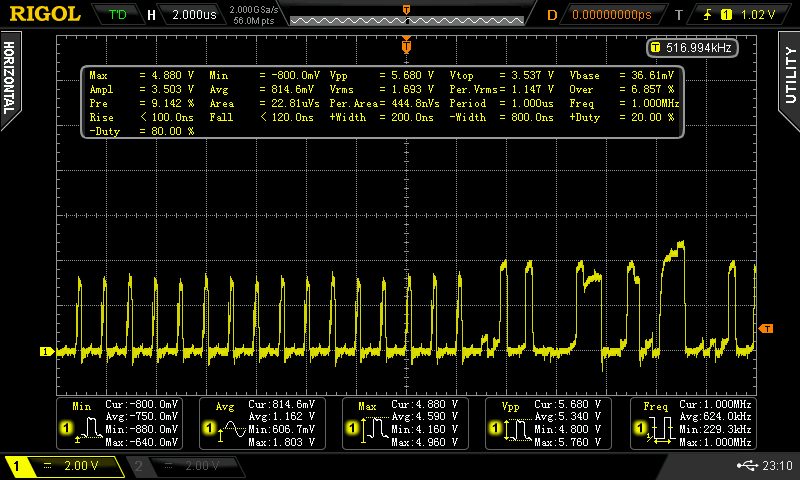 RIGOL T'D H 2.000us 2.000GSa/s 56.0M pts T D 0.00000000ps T 1 1.02 V
HORIZONTAL
UTILITY
T
T 516.994kHz
Max = 4.880 V Min = -800.0mV Vpp = 5.680 V Vtop = 3.537 V Vbase = 36.61mV
Ampl = 3.503 V Avg = 814.6mV Vrms = 1.693 V Per.Vrms= 1.147 V Over = 6.857 %
Pre = 9.142 % Area = 22.81uVs Per.Area= 444.8nVs Period = 1.000us Freq = 1.000MHz
Rise < 100.0ns Fall < 120.0ns +Width = 200.0ns -Width = 800.0ns +Duty = 20.00 %
-Duty = 80.00 %
T
1
Min Cur:-800.0mV Avg Cur:814.6mV Max Cur:4.880 V Vpp Cur:5.680 V Freq Cur:1.000MHz
Avg:-750.0mV Avg:1.162 V Avg:4.590 V Avg:5.340 V Avg:624.0kHz
1 Min:-880.0mV 1 Min:606.7mV 1 Min:4.160 V 1 Min:4.800 V 1 Min:229.3kHz
Max:-640.0mV Max:1.803 V Max:4.960 V Max:5.760 V Max:1.000MHz
1 2.00 V 2 2.00 V 23:10